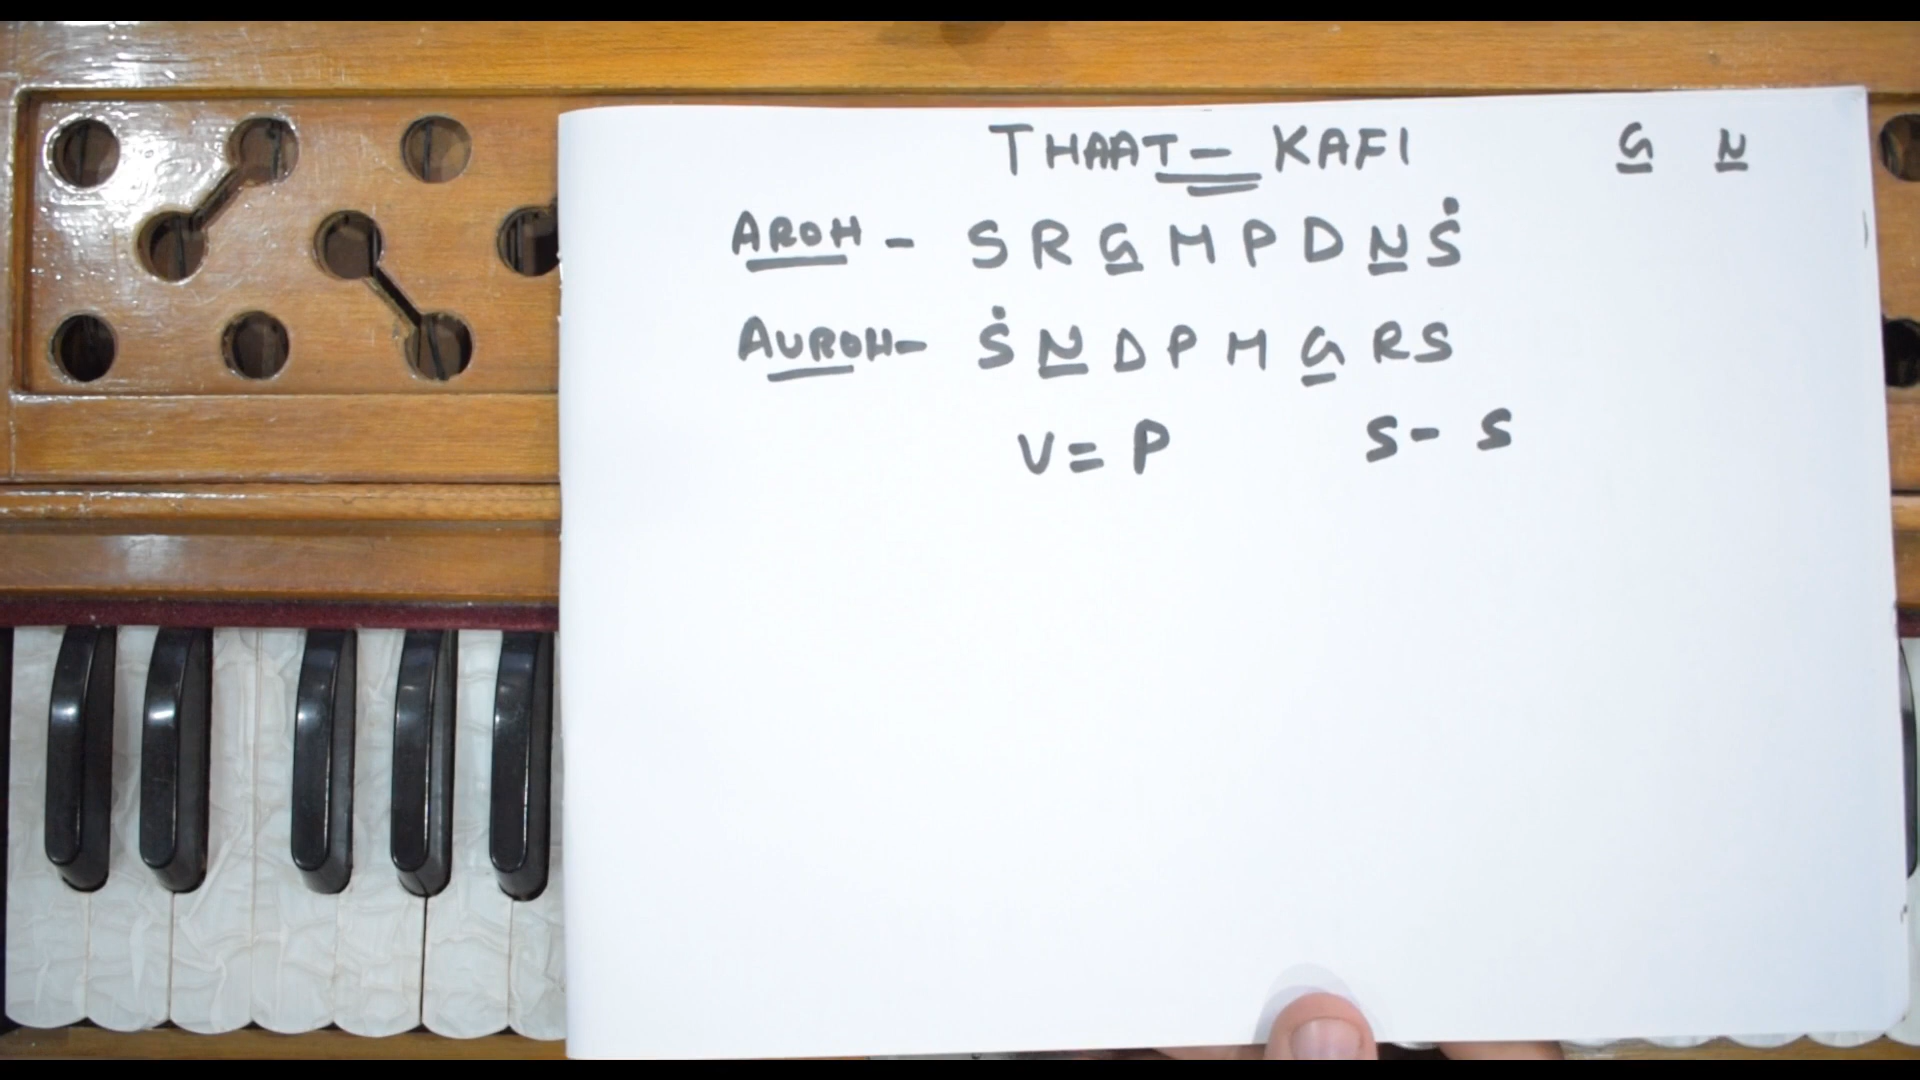 THAAT - KAFI G̲ N̲
AROH - S R G̲ M P D N̲ Ṡ
AUROH - Ṡ N̲ D P M G̲ R S
V = P S - S